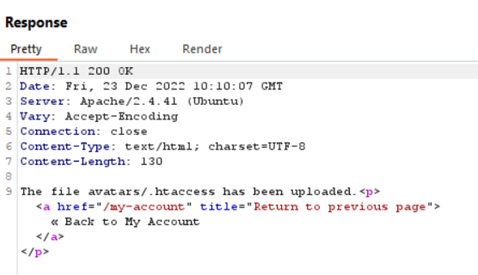 Response
Pretty Raw Hex Render
1 HTTP/1.1 200 OK
2 Date: Fri, 23 Dec 2022 10:10:07 GMT
3 Server: Apache/2.4.41 (Ubuntu)
4 Vary: Accept-Encoding
5 Connection: close
6 Content-Type: text/html; charset=UTF-8
7 Content-Length: 130
8
9 The file avatars/.htaccess has been uploaded.<p>
<a href="/my-account" title="Return to previous page">
« Back to My Account
</a>
</p>